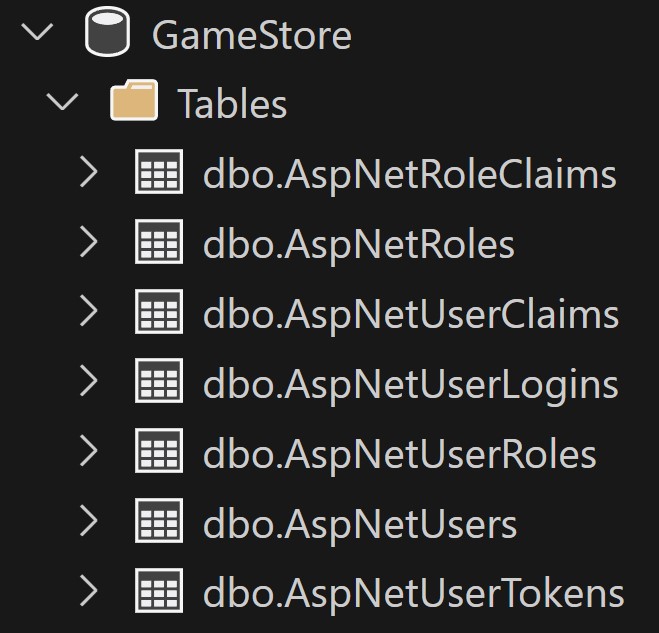 GameStore
Tables
dbo.AspNetRoleClaims
dbo.AspNetRoles
dbo.AspNetUserClaims
dbo.AspNetUserLogins
dbo.AspNetUserRoles
dbo.AspNetUsers
dbo.AspNetUserTokens